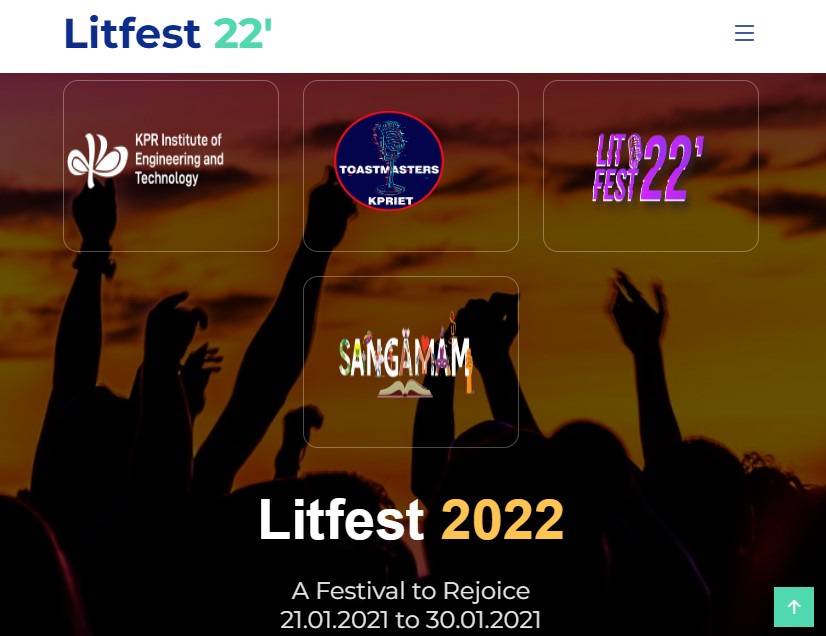 Litfest 22'
KPR Institute of
Engineering and
Technology
TOASTMASTERS
KPRIET
LIT
FEST 22'
SANGAMAM
Litfest 2022
A Festival to Rejoice
21.01.2021 to 30.01.2021